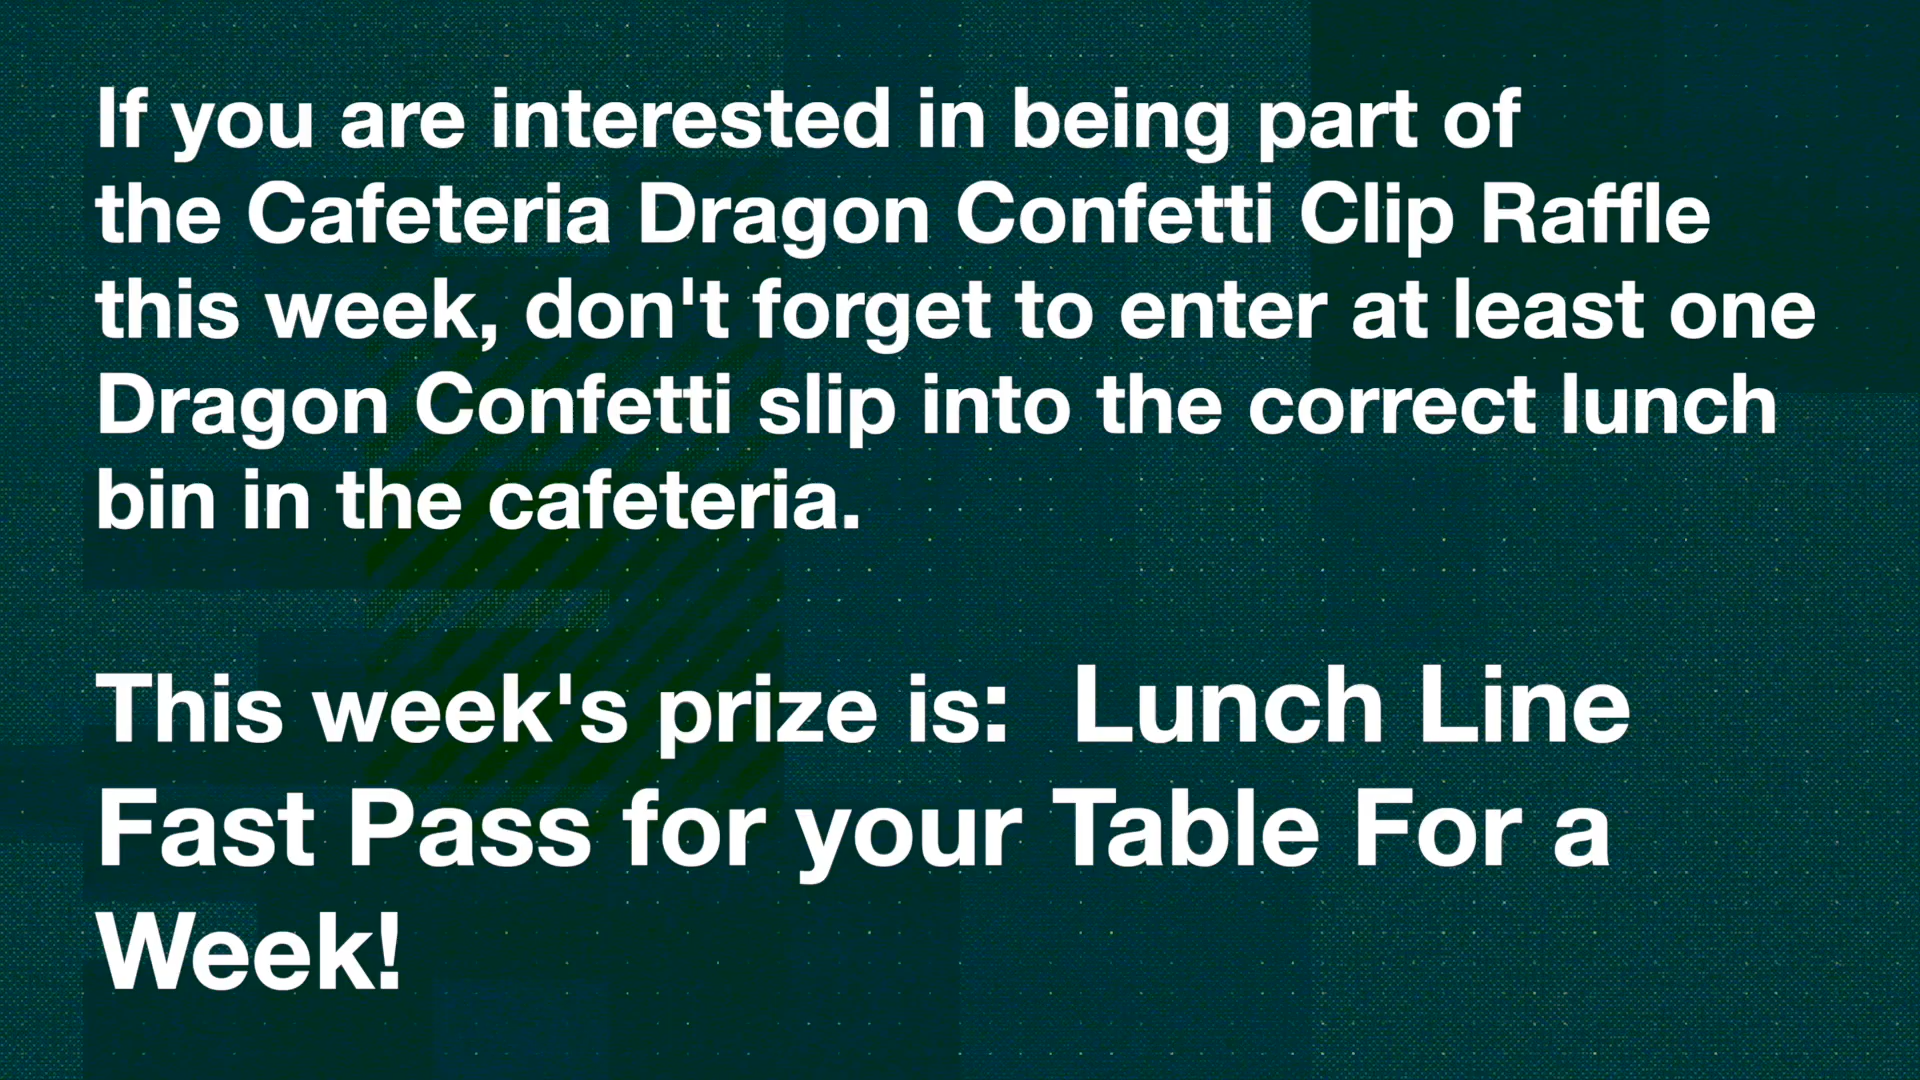 If you are interested in being part of
the Cafeteria Dragon Confetti Clip Raffle
this week, don't forget to enter at least one
Dragon Confetti slip into the correct lunch
bin in the cafeteria.
This week's prize is: Lunch Line
Fast Pass for your Table For a
Week!